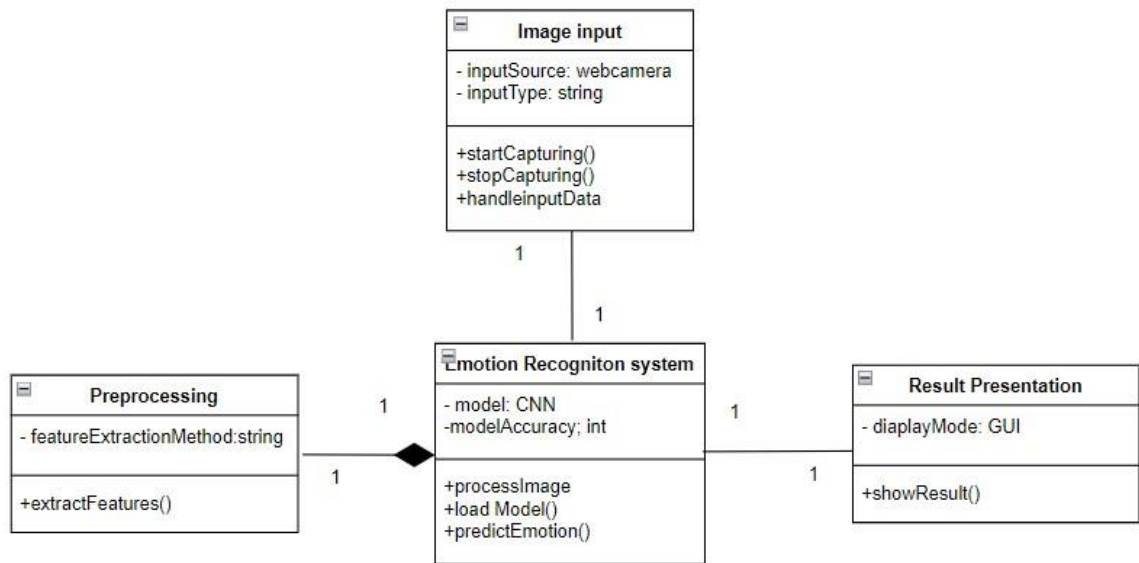 Image input
- inputSource: webcamera
- inputType: string
+startCapturing()
+stopCapturing()
+handleinputData
1
1
Preprocessing
- featureExtractionMethod:string
+extractFeatures()
1
1
Emotion Recogniton system
- model: CNN
-modelAccuracy; int
+processImage
+load Model()
+predictEmotion()
1
1
Result Presentation
- diaplayMode: GUI
+showResult()